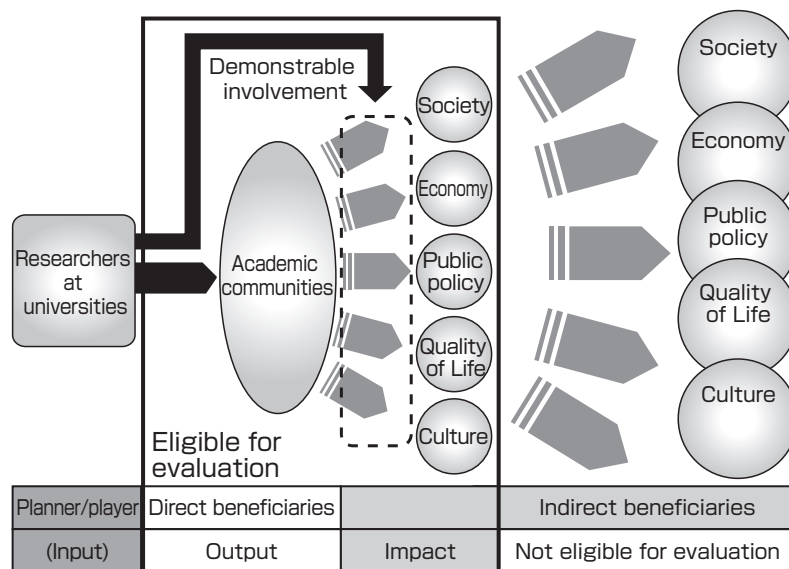 Demonstrable
involvement
Researchers
at
universities
Academic
communities
Society
Economy
Public
policy
Quality
of Life
Culture
Society
Economy
Public
policy
Quality
of Life
Culture
Eligible for
evaluation
Planner/player
Direct beneficiaries
Indirect beneficiaries
(Input)
Output
Impact
Not eligible for evaluation